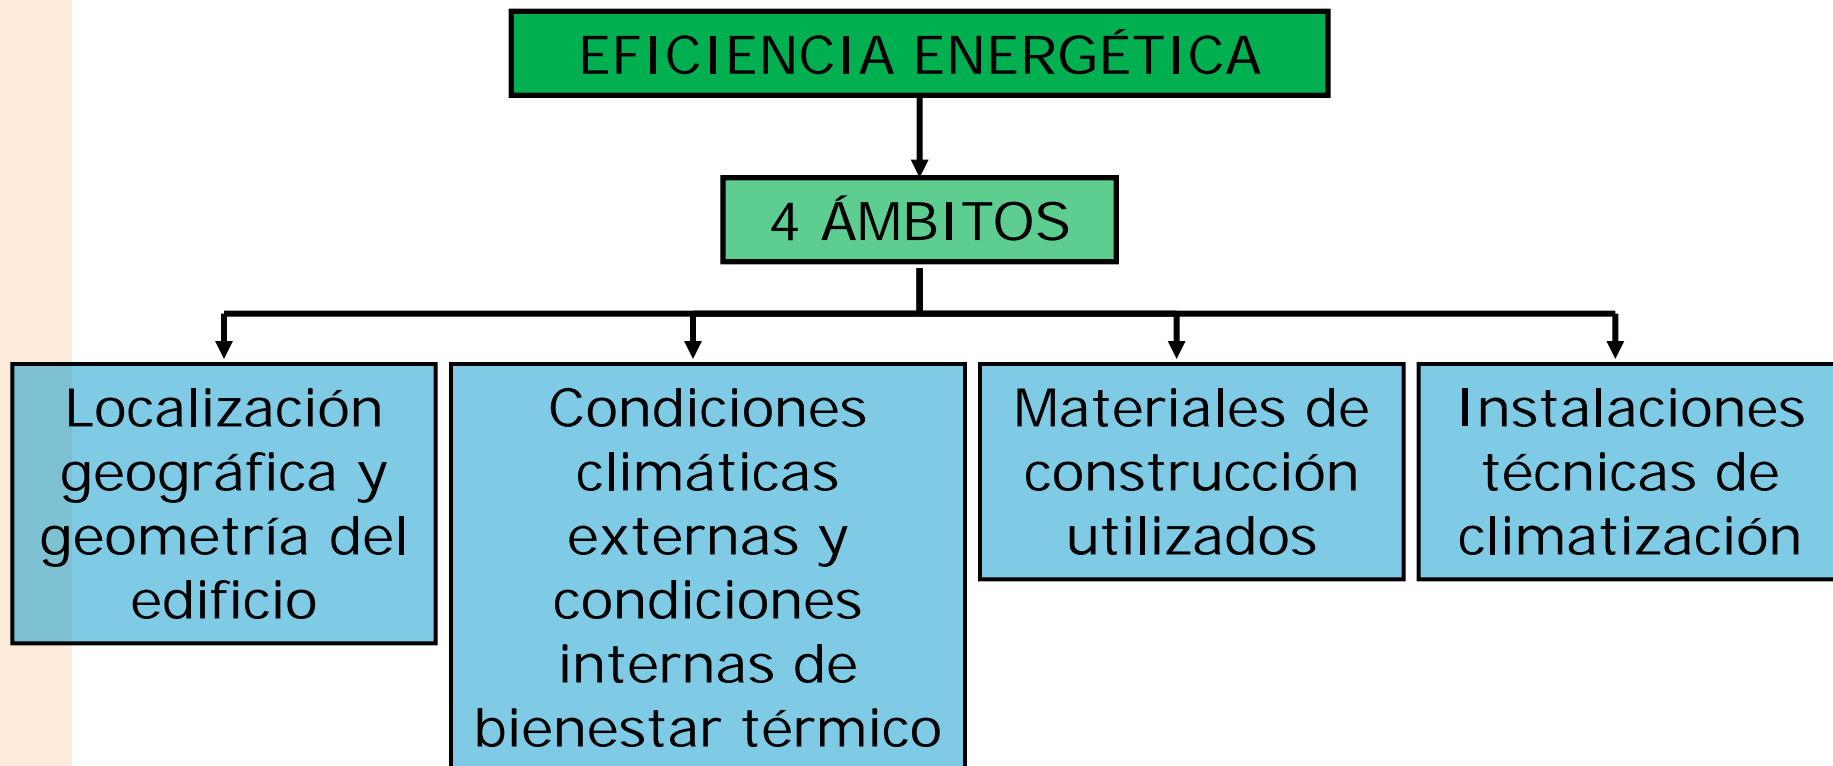 EFICIENCIA ENERGÉTICA
4 ÁMBITOS
Localización
geográfica y
geometría del
edificio
Condiciones
climáticas
externas y
condiciones
internas de
bienestar térmico
Materiales de
construcción
utilizados
Instalaciones
técnicas de
climatización